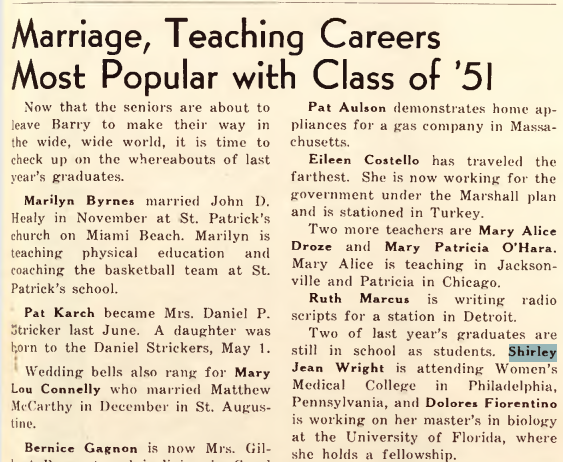 Marriage, Teaching Careers
Most Popular with Class of '51
Now that the seniors are about to
leave Barry to make their way in
the wide, wide world, it is time to
check up on the whereabouts of last
year's graduates.
Marilyn Byrnes married John D.
Healy in November at St. Patrick's
church on Miami Beach. Marilyn is
teaching physical education and
coaching the basketball team at St.
Patrick's school.
Pat Karch became Mrs. Daniel P.
Stricker last June. A daughter was
born to the Daniel Strickers, May 1.
Wedding bells also rang for Mary
Lou Connelly who married Matthew
McCarthy in December in St. Augus-
tine.
Bernice Gagnon is now Mrs. Gil-
Pat Aulson demonstrates home ap-
pliances for a gas company in Massa-
chusetts.
Eileen Costello has traveled the
farthest. She is now working for the
government under the Marshall plan
and is stationed in Turkey.
Two more teachers are Mary Alice
Droze and Mary Patricia O'Hara.
Mary Alice is teaching in Jackson-
ville and Patricia in Chicago.
Ruth Marcus is writing radio
scripts for a station in Detroit.
Two of last year's graduates are
still in school as students. Shirley
Jean Wright is attending Women's
Medical College in Philadelphia,
Pennsylvania, and Dolores Fiorentino
is working on her master's in biology
at the University of Florida, where
she holds a fellowship.